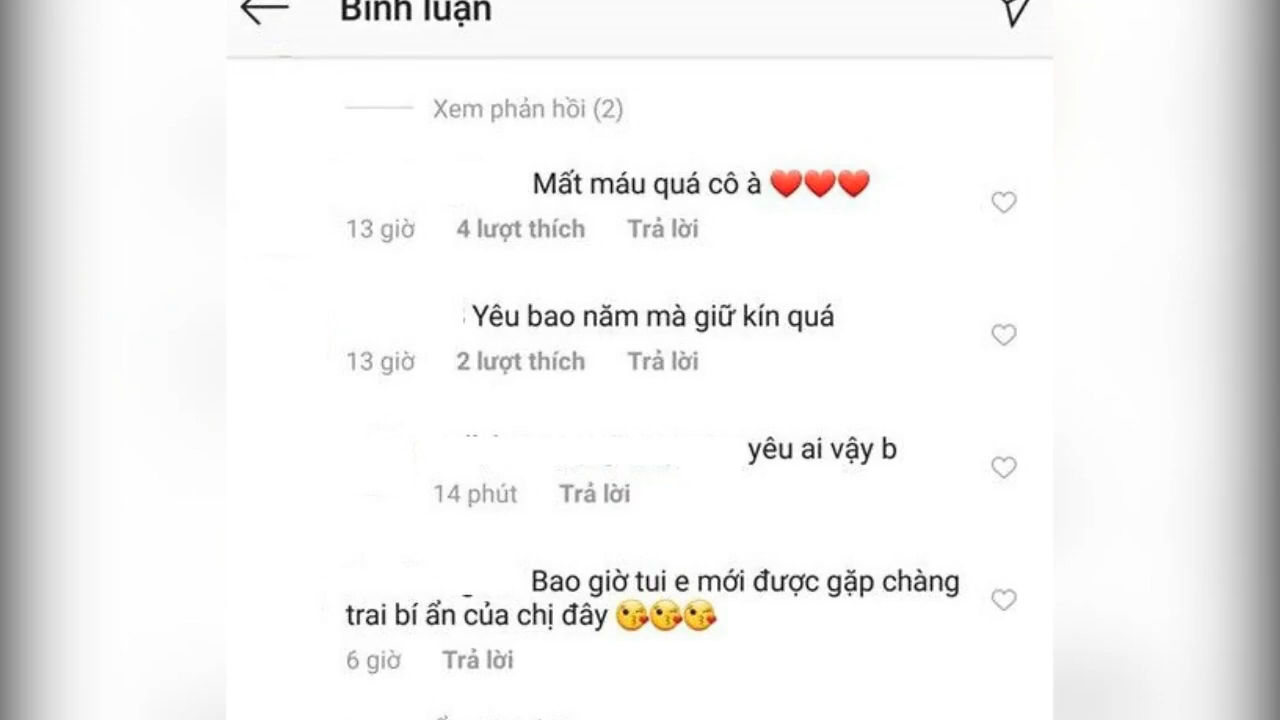 Bình luận
Xem phản hồi (2)
Mất máu quá cô à ❤️❤️❤️
13 giờ 4 lượt thích Trả lời
Yêu bao năm mà giữ kín quá
13 giờ 2 lượt thích Trả lời
yêu ai vậy b
14 phút Trả lời
Bao giờ tui e mới được gặp chàng
trai bí ẩn của chị đây 😘😘😘
6 giờ Trả lời